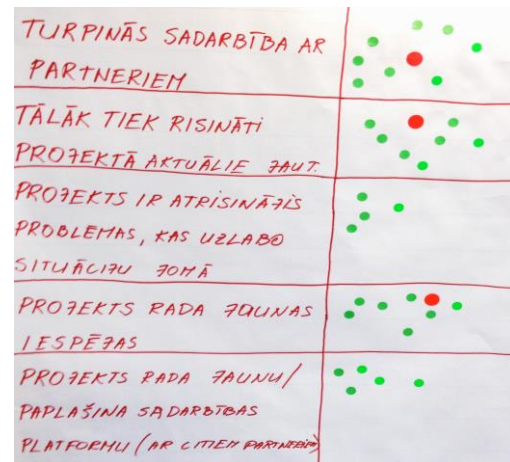 TURPINĀS SADARBĪBA AR
PARTNERIEM
TĀLĀK TIEK RISINĀTI
PROJEKTĀ AKTUĀLIE JAUT.
PROJEKTS IR ATRISINĀJIS
PROBLĒMAS, KAS UZLABO
SITUĀCIJU JOMĀ
PROJEKTS RADA JAUNAS
IESPĒJAS
PROJEKTS RADA JAUNU/
PAPLAŠINA SADARBĪBAS
PLATFORMU (AR CITIEM PARTNERIEM)